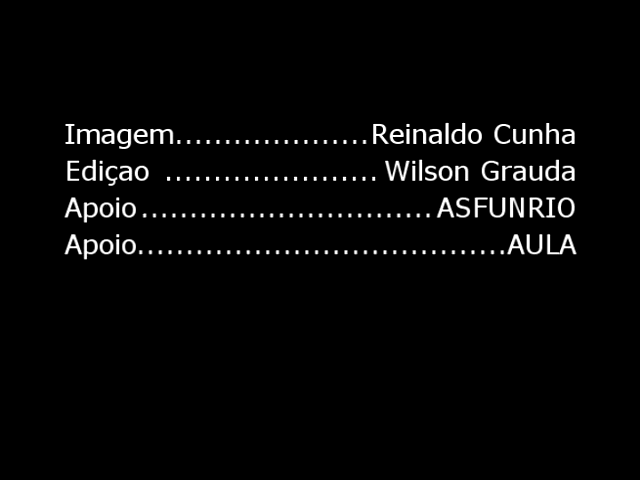 Imagem....................Reinaldo Cunha
Ediçao ...................... Wilson Grauda
Apoio..............................ASFUNRIO
Apoio......................................AULA